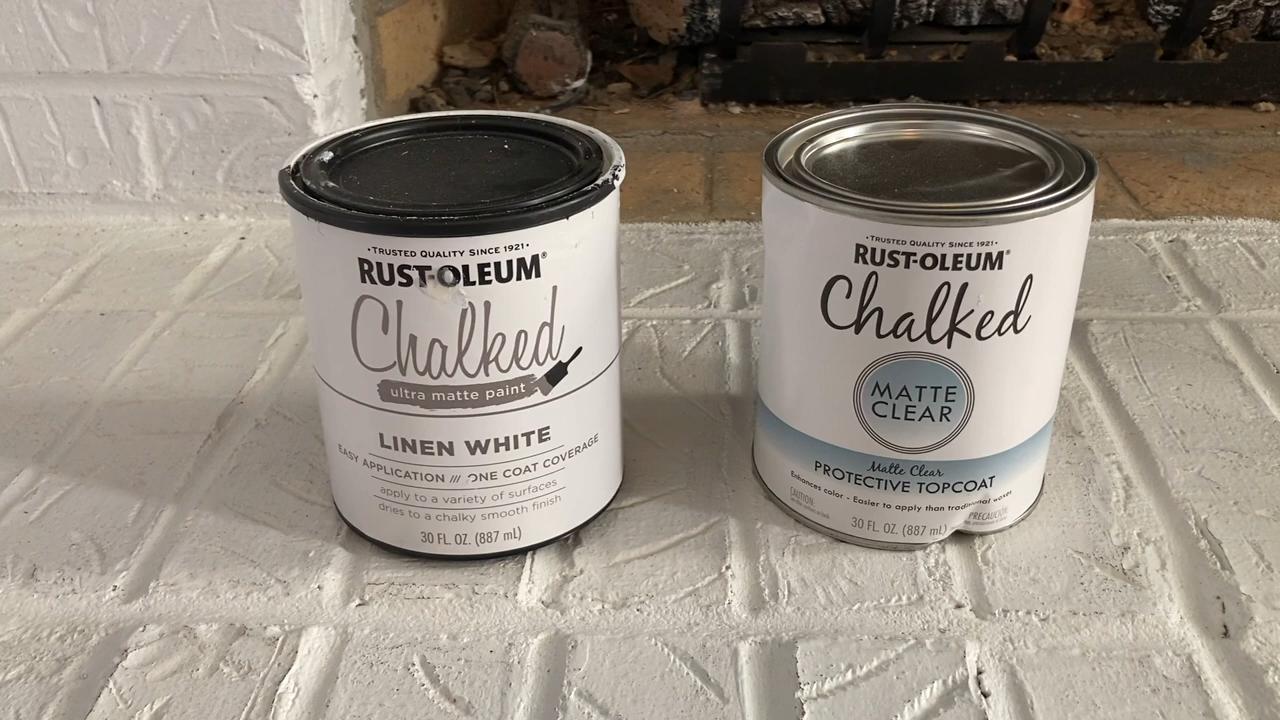 • TRUSTED QUALITY SINCE 1921 •
RUST-OLEUM®
Chalked
ultra matte paint
LINEN WHITE
EASY APPLICATION /// ONE COAT COVERAGE
apply to a variety of surfaces
dries to a chalky smooth finish
30 FL. OZ. (887 mL)
• TRUSTED QUALITY SINCE 1921 •
RUST-OLEUM®
Chalked
MATTE
CLEAR
Matte Clear
PROTECTIVE TOPCOAT
Enhances color - Easier to apply than traditional waxes
CAUTION:
PRECAUCIÓN:
30 FL. OZ. (887 mL)